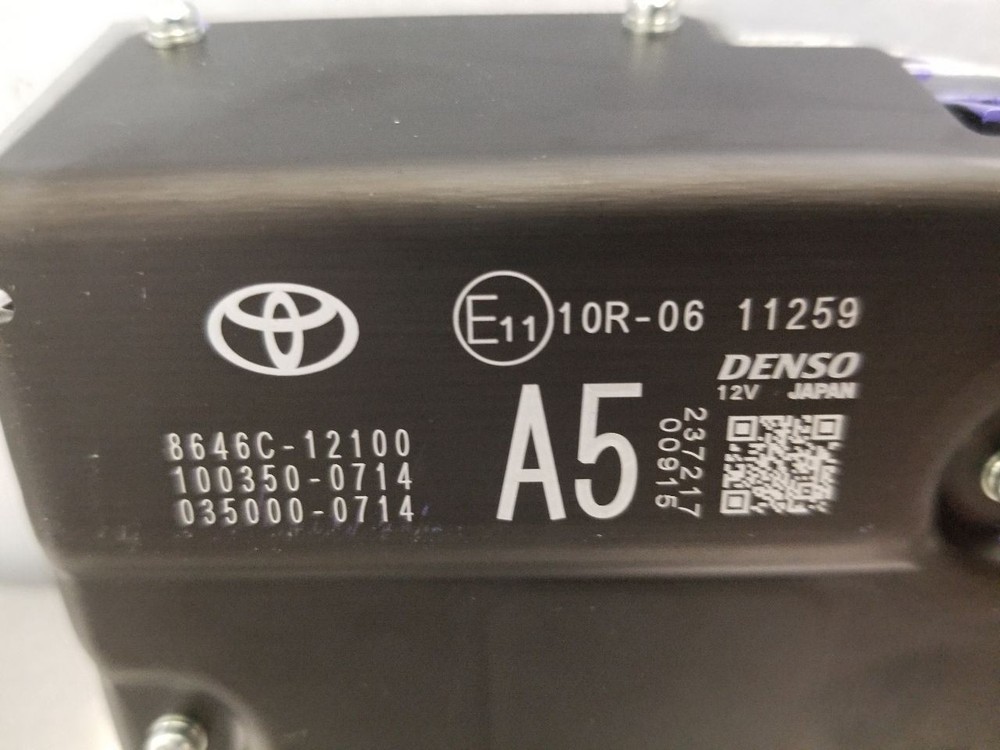 E11 10R-06 11259
DENSO
12V JAPAN
8646C-12100
100350-0714
035000-0714
A5
237217
00915